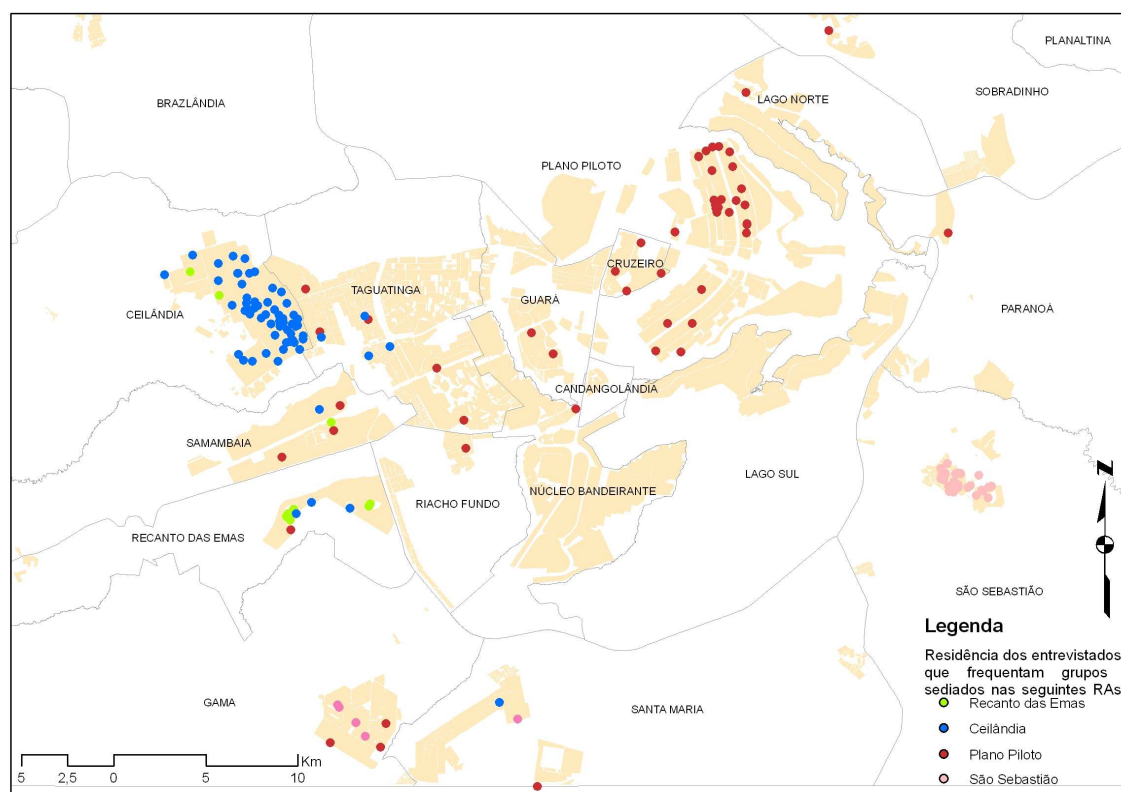 PLANALTINA
SOBRADINHO
LAGO NORTE
BRAZLÂNDIA
PLANO PILOTO
CRUZEIRO
TAGUATINGA
GUARÁ
CEILÂNDIA
PARANOÁ
CANDANGOLÂNDIA
SAMAMBAIA
LAGO SUL
NÚCLEO BANDEIRANTE
RIACHO FUNDO
RECANTO DAS EMAS
N
SÃO SEBASTIÃO
GAMA
SANTA MARIA
Legenda
Residência dos entrevistados
que frequentam grupos
sediados nas seguintes RAs
Recanto das Emas
Ceilândia
Plano Piloto
São Sebastião
Km
5 2,5 0 5 10